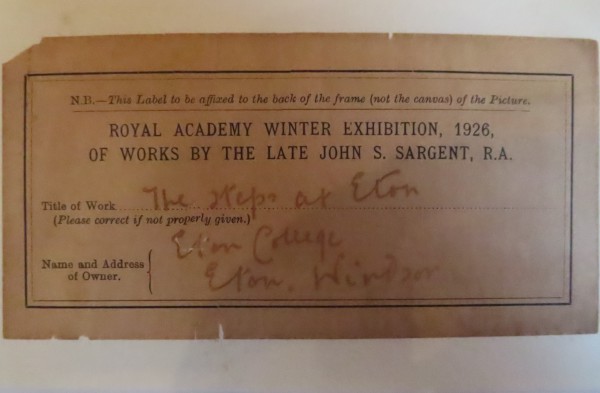 N.B.—This Label to be affixed to the back of the frame (not the canvas) of the Picture.
ROYAL ACADEMY WINTER EXHIBITION, 1926,
OF WORKS BY THE LATE JOHN S. SARGENT, R.A.
Title of Work The steps at Eton
(Please correct if not properly given.)
Eton College
Name and Address
of Owner.
Eton, Windsor